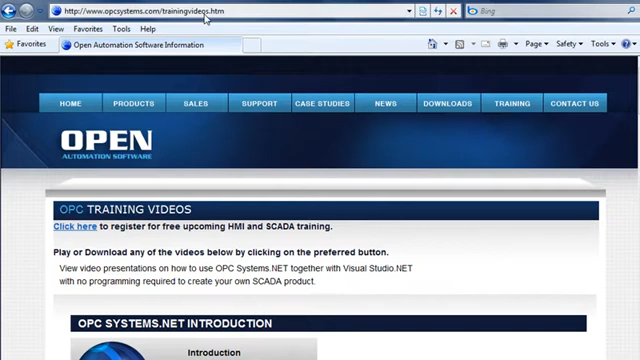 http://www.opcsystems.com/trainingvideos.htm
Bing
File Edit View Favorites Tools Help
Favorites Open Automation Software Information Page Safety Tools
HOME PRODUCTS SALES SUPPORT CASE STUDIES NEWS DOWNLOADS TRAINING CONTACT US
OPEN
AUTOMATION SOFTWARE
OPC TRAINING VIDEOS
Click here to register for free upcoming HMI and SCADA training.
Play or Download any of the videos below by clicking on the preferred button.
View video presentations on how to use OPC Systems.NET together with Visual Studio.NET
with no programming required to create your own SCADA product.
OPC SYSTEMS.NET INTRODUCTION
Introduction